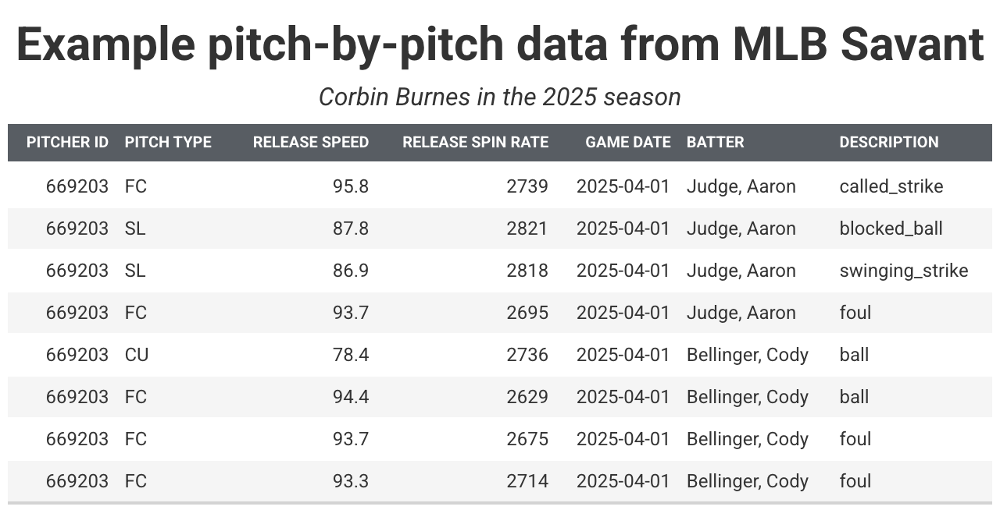 Example pitch-by-pitch data from MLB Savant
Corbin Burnes in the 2025 season
PITCHER ID PITCH TYPE RELEASE SPEED RELEASE SPIN RATE GAME DATE BATTER DESCRIPTION
669203 FC 95.8 2739 2025-04-01 Judge, Aaron called_strike
669203 SL 87.8 2821 2025-04-01 Judge, Aaron blocked_ball
669203 SL 86.9 2818 2025-04-01 Judge, Aaron swinging_strike
669203 FC 93.7 2695 2025-04-01 Judge, Aaron foul
669203 CU 78.4 2736 2025-04-01 Bellinger, Cody ball
669203 FC 94.4 2629 2025-04-01 Bellinger, Cody ball
669203 FC 93.7 2675 2025-04-01 Bellinger, Cody foul
669203 FC 93.3 2714 2025-04-01 Bellinger, Cody foul